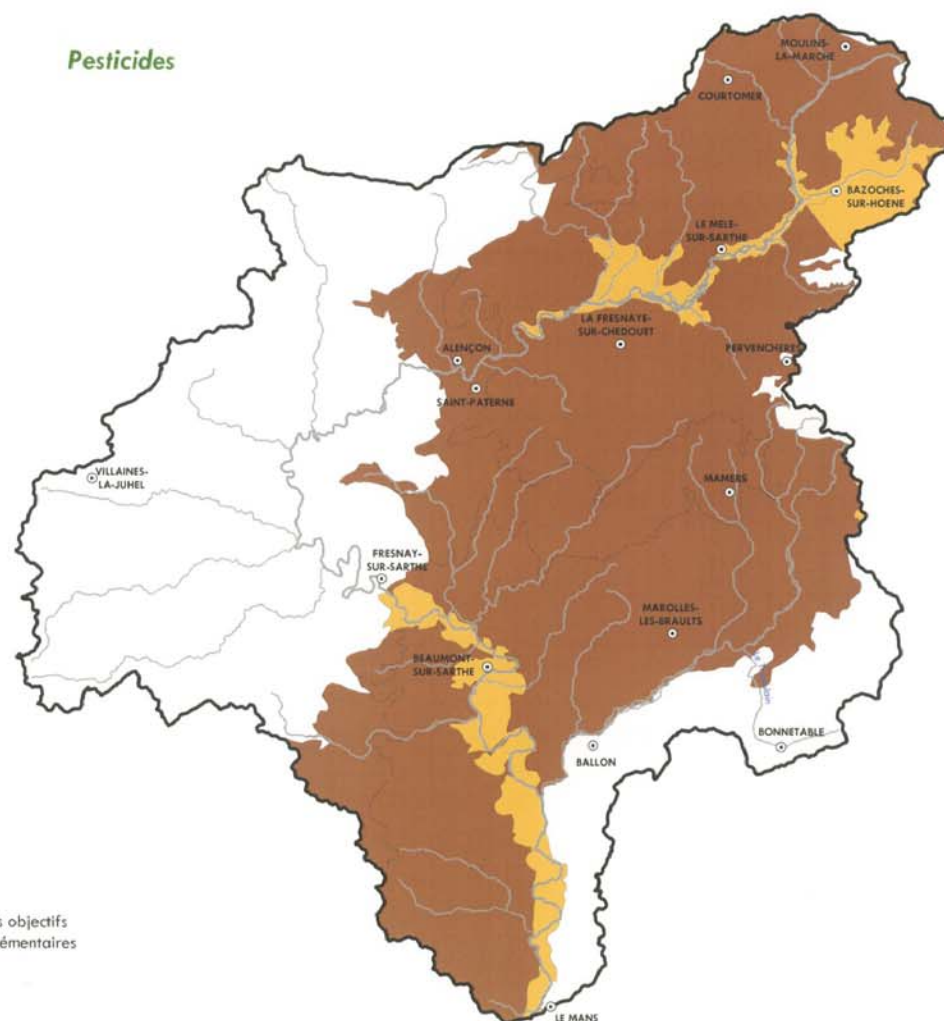 Pesticides
MOULINS-
LA-MARCHE
COURTOMER
BAZOCHES-
SUR-HOENE
LE MELE-
SUR-SARTHE
LA FRESNAYE-
SUR-CHEDOUET
ALENÇON
PERVENCHERES
SAINT-PATERNE
VILLAINES-
LA-JUHEL
MAMERS
FRESNAY-
SUR-SARTHE
MAROLLES-
LES-BRAULTS
BEAUMONT-
SUR-SARTHE
BONNETABLE
BALLON
s objectifs
émentaires
LE MANS